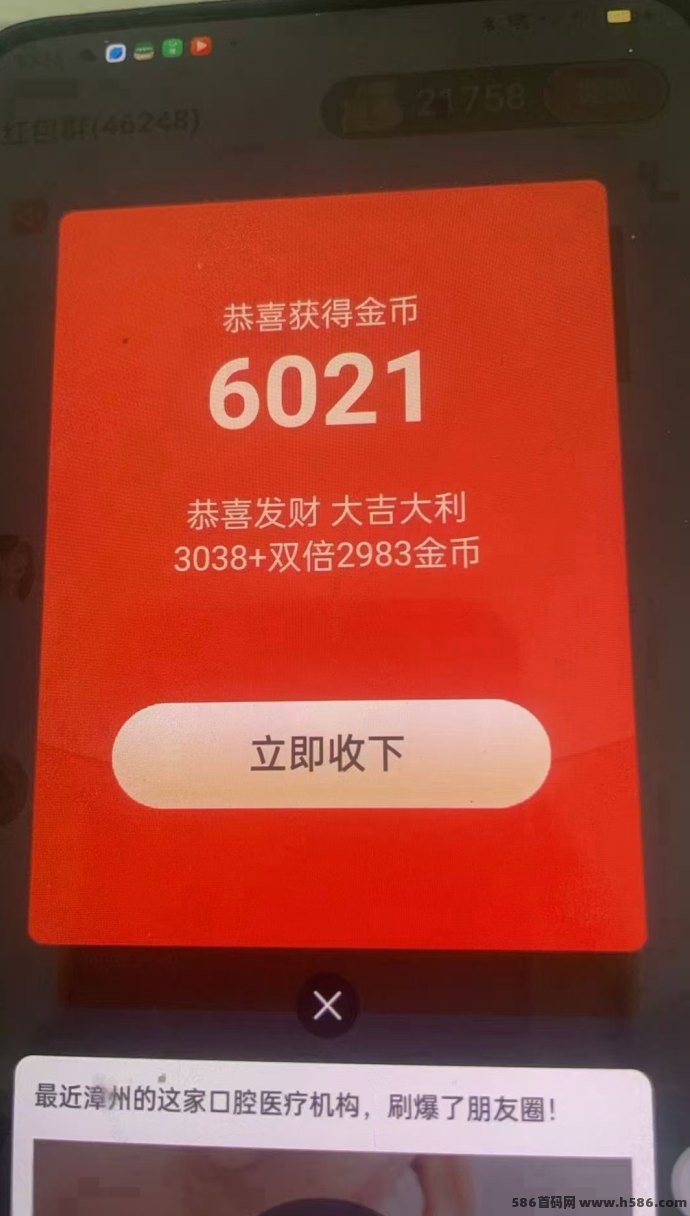 红包群(46248)
21758
恭喜获得金币
6021
恭喜发财 大吉大利
3038+双倍2983金币
立即收下
最近漳州的这家口腔医疗机构，刷爆了朋友圈！
586首码网 www.h586.com